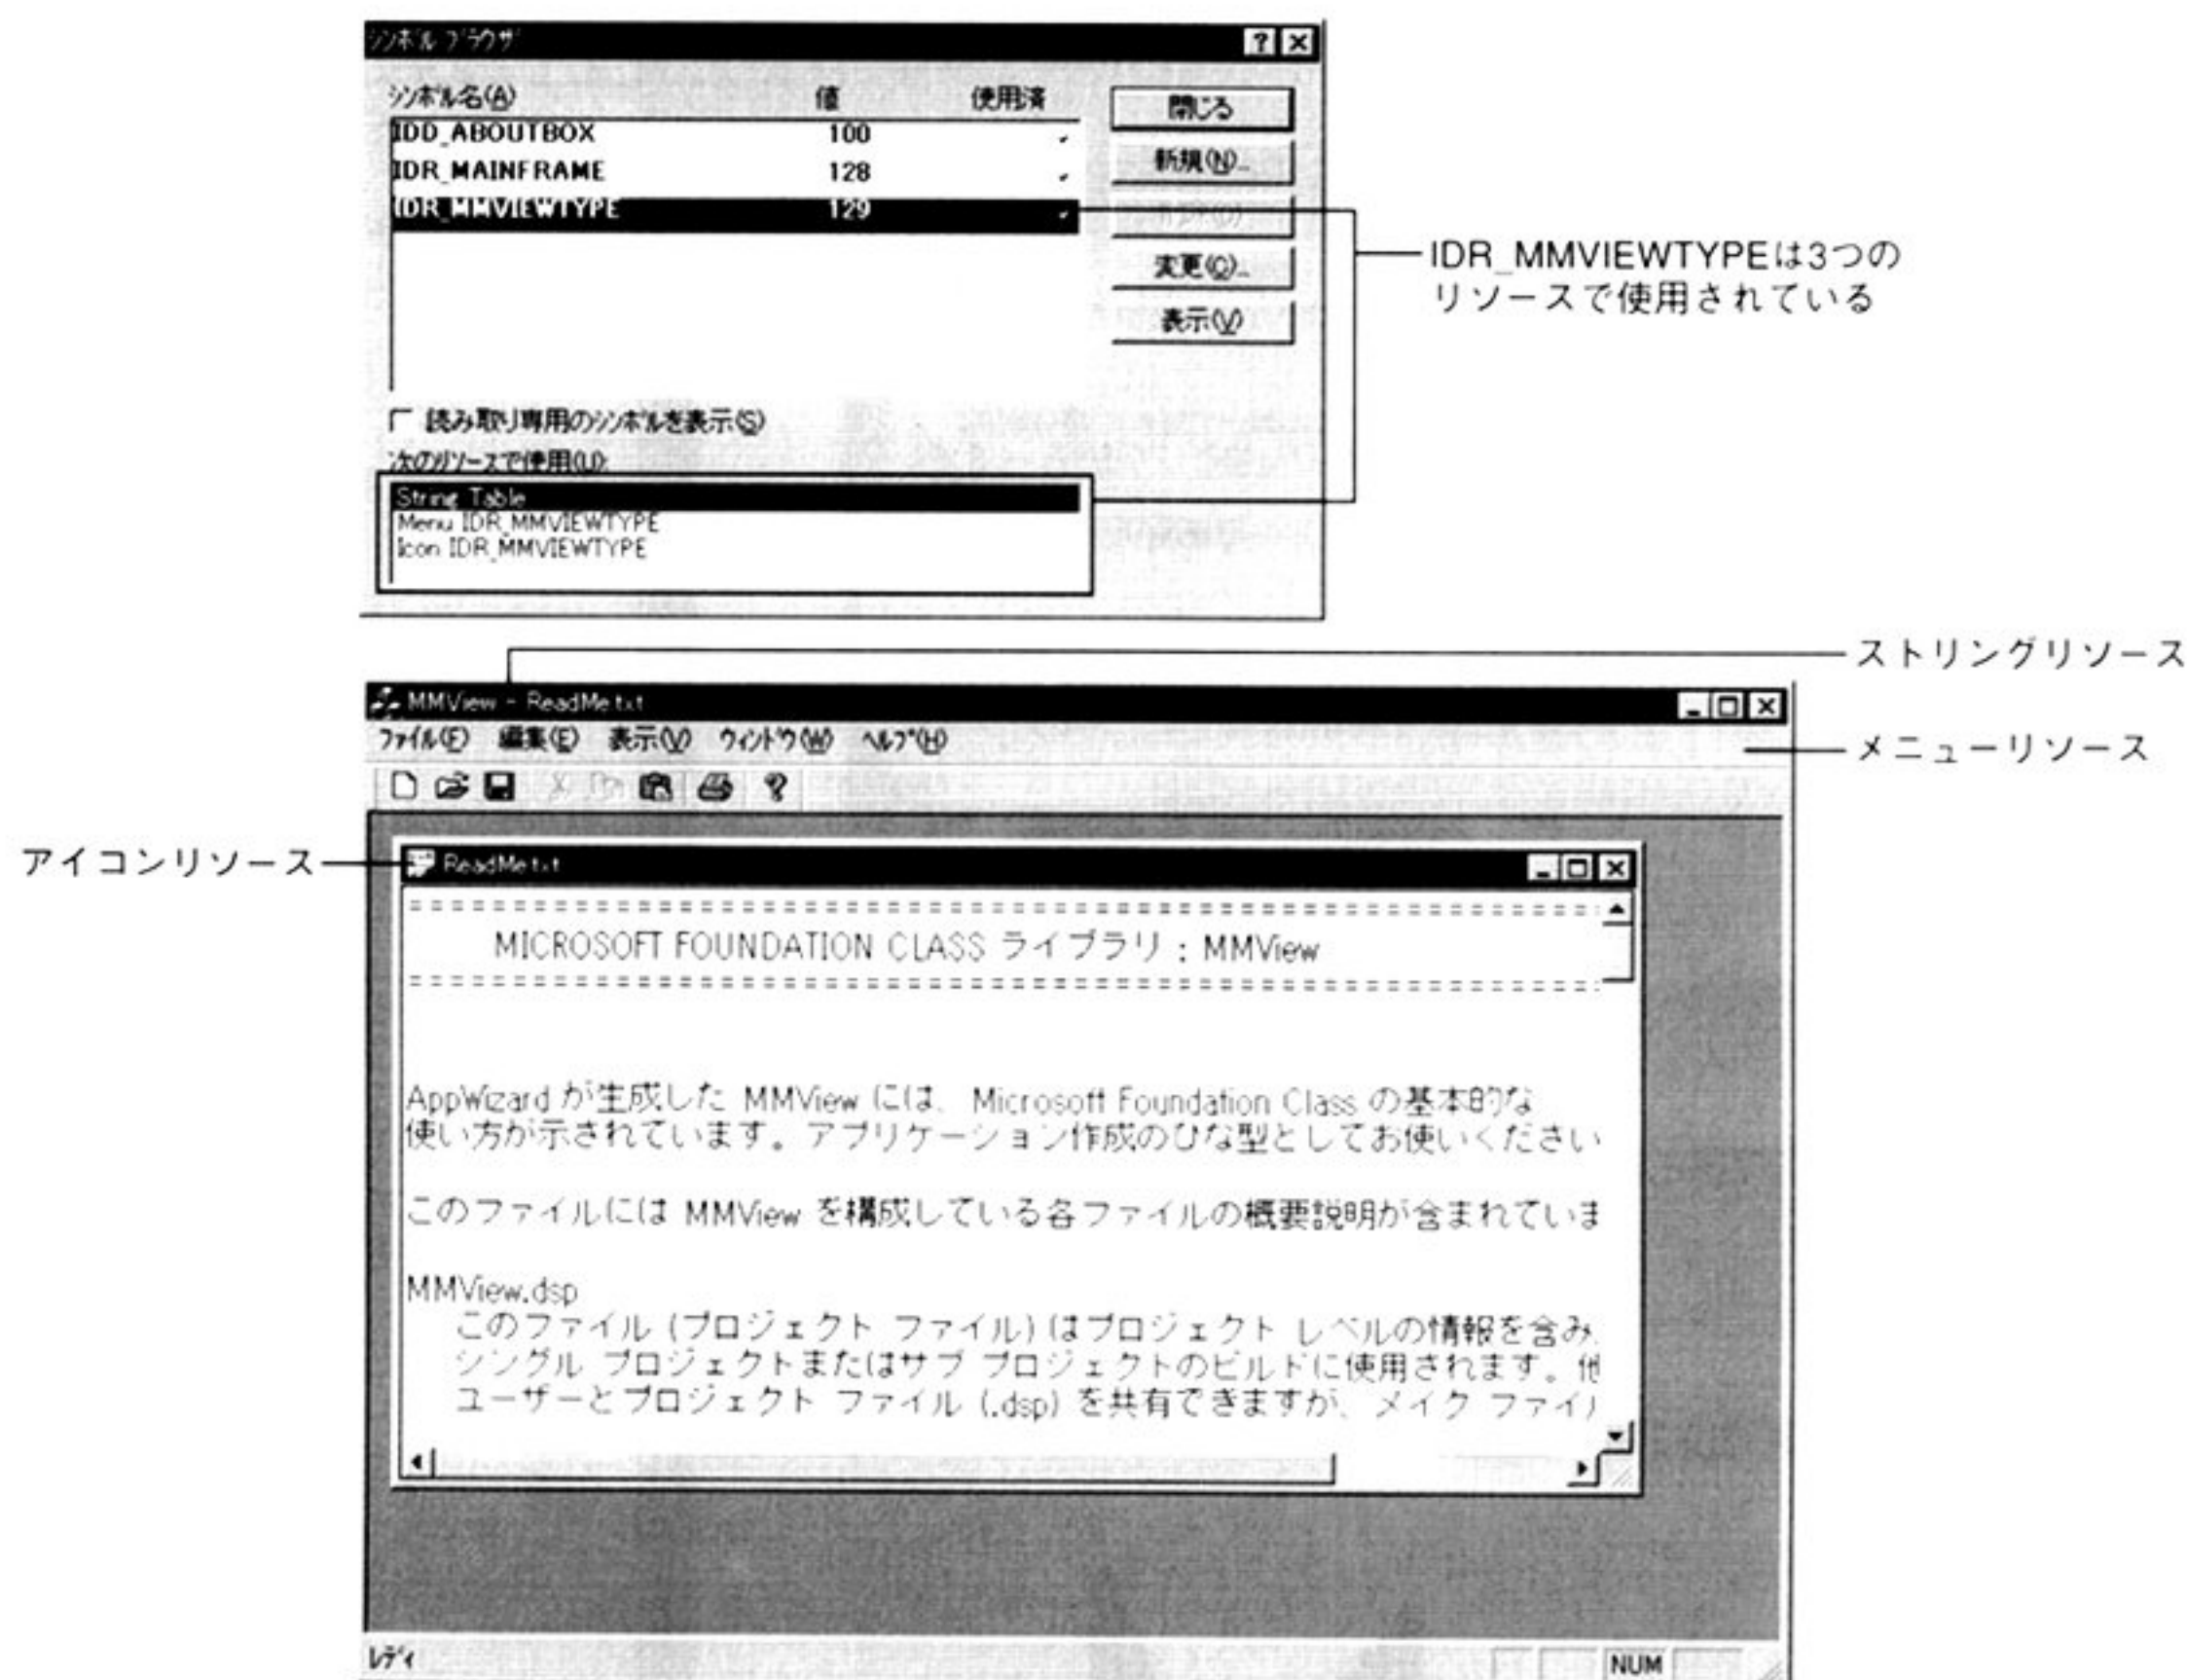 シンボル ブラウザ
シンボル名(A) 値 使用済
IDD_ABOUTBOX 100
IDR_MAINFRAME 128
IDR_MMVIEWTYPE 129
閉じる
新規(N)...
変更(C)...
表示(V)
読み取り専用のシンボルを表示(S)
次のリソースで使用(U):
String Table
Menu IDR_MMVIEWTYPE
Icon IDR_MMVIEWTYPE
IDR_MMVIEWTYPEは3つの
リソースで使用されている
ストリングリソース
MMView - ReadMe.txt
ファイル(F) 編集(E) 表示(V) ウィンドウ(W) ヘルプ(H)
メニューリソース
アイコンリソース
ReadMe.txt
========================================================
MICROSOFT FOUNDATION CLASS ライブラリ : MMView
========================================================
AppWizard が生成した MMView には、Microsoft Foundation Class の基本的な
使い方が示されています。アプリケーション作成のひな型としてお使いください
このファイルには MMView を構成している各ファイルの概要説明が含まれていま
MMView.dsp
このファイル (プロジェクト ファイル) はプロジェクト レベルの情報を含み、
シングル プロジェクトまたはサブ プロジェクトのビルドに使用されます。他
ユーザーとプロジェクト ファイル (.dsp) を共有できますが、メイク ファイル
レディ
NUM